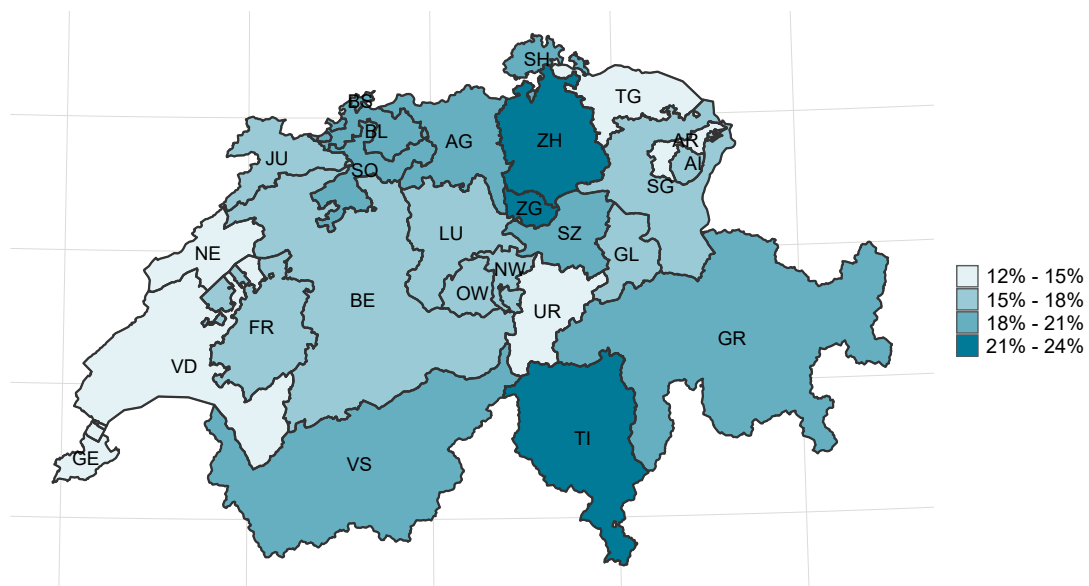 SH
TG
BS
BL
AG
ZH
AR
AI
JU
SO
SG
ZG
NE
LU
SZ
GL
NW
OW
BE
UR
FR
GR
VD
TI
GE
VS
12% - 15%
15% - 18%
18% - 21%
21% - 24%